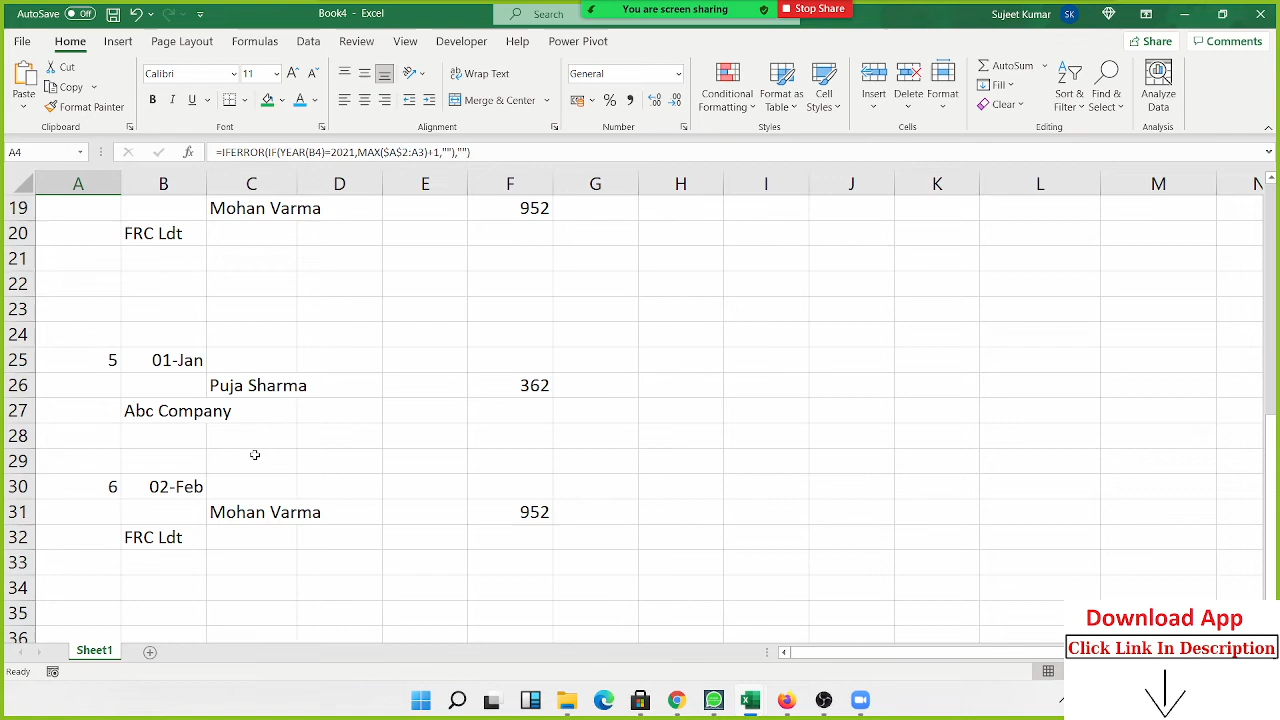 AutoSave Off Book4 - Excel Search You are screen sharing Stop Share Sujeet Kumar SK
File Home Insert Page Layout Formulas Data Review View Developer Help Power Pivot Share Comments
Paste Cut Copy Format Painter Clipboard
Calibri 11 B I U A Font
Wrap Text Merge & Center Alignment
General % , Number
Conditional Formatting Format as Table Cell Styles Styles
Insert Delete Format Cells
AutoSum Fill Clear Sort & Filter Find & Select Editing
Analyze Data Analysis
A4 fx =IFERROR(IF(YEAR(B4)=2021,MAX($A$2:A3)+1,""),"")
A B C D E F G H I J K L M N
19 Mohan Varma 952
20 FRC Ldt
21
22
23
24
25 5 01-Jan
26 Puja Sharma 362
27 Abc Company
28
29
30 6 02-Feb
31 Mohan Varma 952
32 FRC Ldt
33
34
35
36
Download App
Click Link In Description
Sheet1
Ready